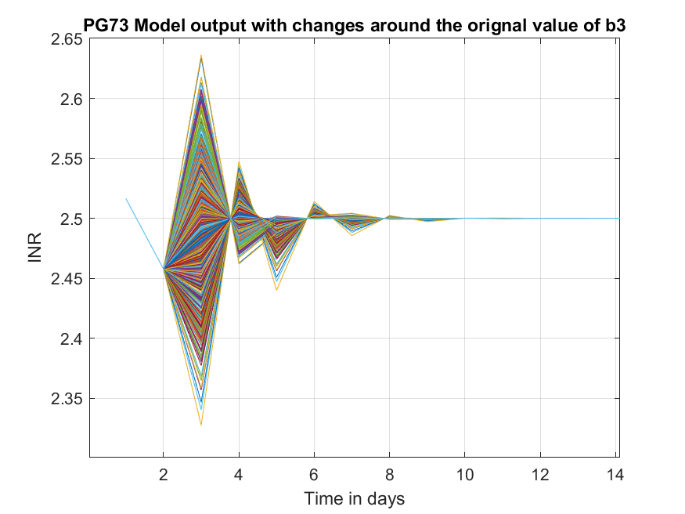 PG73 Model output with changes around the orignal value of b3
2.65
2.6
2.55
2.5
2.45
2.4
2.35
INR
2 4 6 8 10 12 14
Time in days